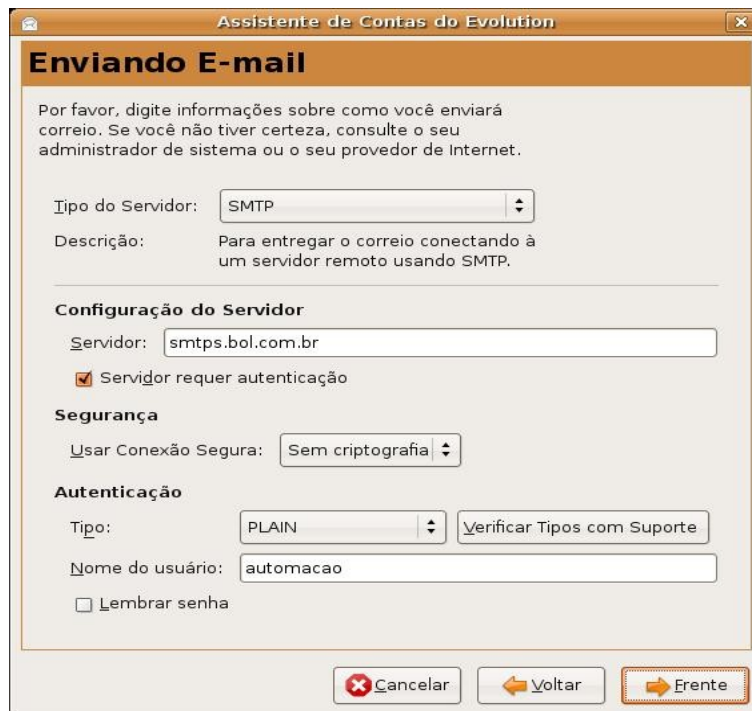 Assistente de Contas do Evolution
Enviando E-mail
Por favor, digite informações sobre como você enviará
correio. Se você não tiver certeza, consulte o seu
administrador de sistema ou o seu provedor de Internet.
Tipo do Servidor: SMTP
Descrição: Para entregar o correio conectando à
um servidor remoto usando SMTP.
Configuração do Servidor
Servidor: smtps.bol.com.br
Servidor requer autenticação
Segurança
Usar Conexão Segura: Sem criptografia
Autenticação
Tipo: PLAIN Verificar Tipos com Suporte
Nome do usuário: automacao
Lembrar senha
Cancelar Voltar Frente